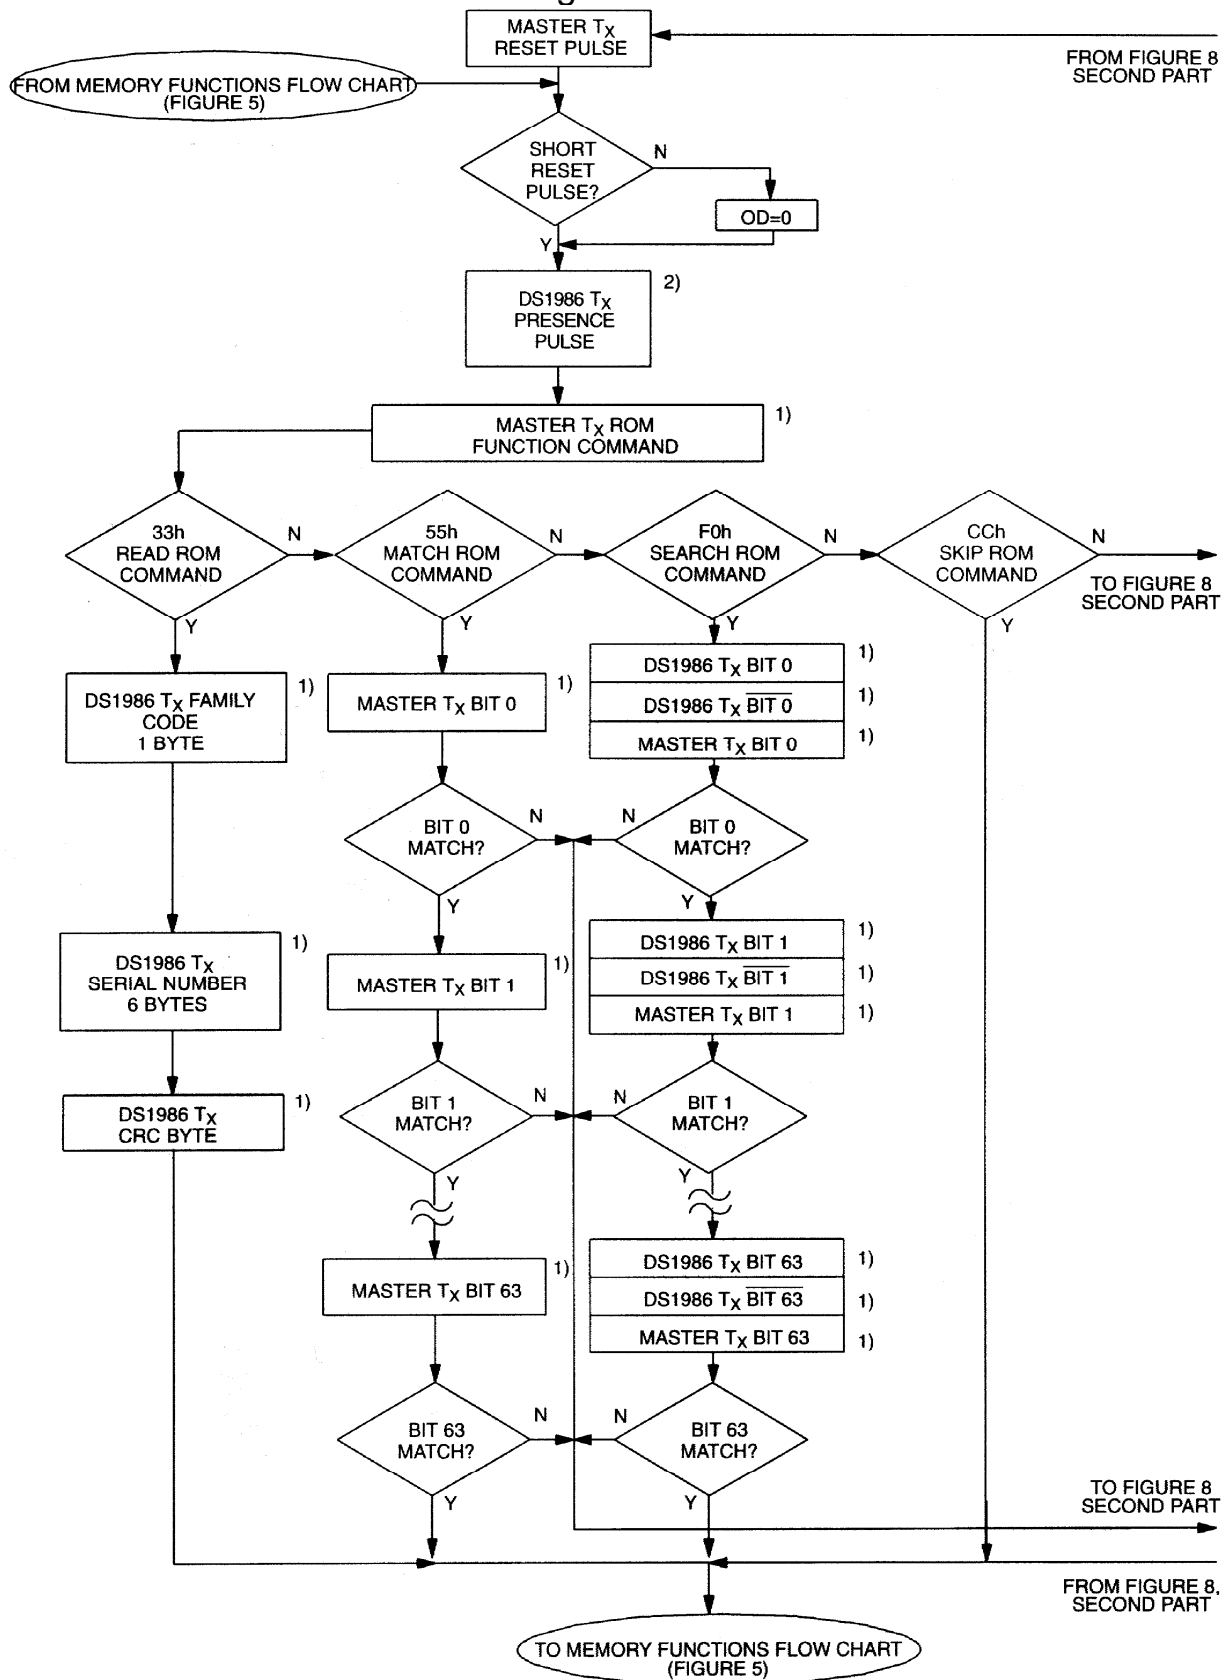 MASTER TX
RESET PULSE
FROM FIGURE 8
SECOND PART
FROM MEMORY FUNCTIONS FLOW CHART
(FIGURE 5)
SHORT
RESET
PULSE?
N
OD=0
Y
DS1986 TX
PRESENCE
PULSE
2)
MASTER TX ROM
FUNCTION COMMAND
1)
33h
READ ROM
COMMAND
N
Y
55h
MATCH ROM
COMMAND
N
Y
F0h
SEARCH ROM
COMMAND
N
Y
CCh
SKIP ROM
COMMAND
N
Y
TO FIGURE 8
SECOND PART
DS1986 TX FAMILY
CODE
1 BYTE
1)
DS1986 TX
SERIAL NUMBER
6 BYTES
1)
DS1986 TX
CRC BYTE
1)
MASTER TX BIT 0
1)
BIT 0
MATCH?
N
Y
MASTER TX BIT 1
1)
BIT 1
MATCH?
N
Y
MASTER TX BIT 63
1)
BIT 63
MATCH?
N
Y
DS1986 TX BIT 0
1)
DS1986 TX BIT 0
1)
MASTER TX BIT 0
1)
BIT 0
MATCH?
N
Y
DS1986 TX BIT 1
1)
DS1986 TX BIT 1
1)
MASTER TX BIT 1
1)
BIT 1
MATCH?
N
Y
DS1986 TX BIT 63
1)
DS1986 TX BIT 63
1)
MASTER TX BIT 63
1)
BIT 63
MATCH?
N
Y
TO FIGURE 8
SECOND PART
FROM FIGURE 8,
SECOND PART
TO MEMORY FUNCTIONS FLOW CHART
(FIGURE 5)